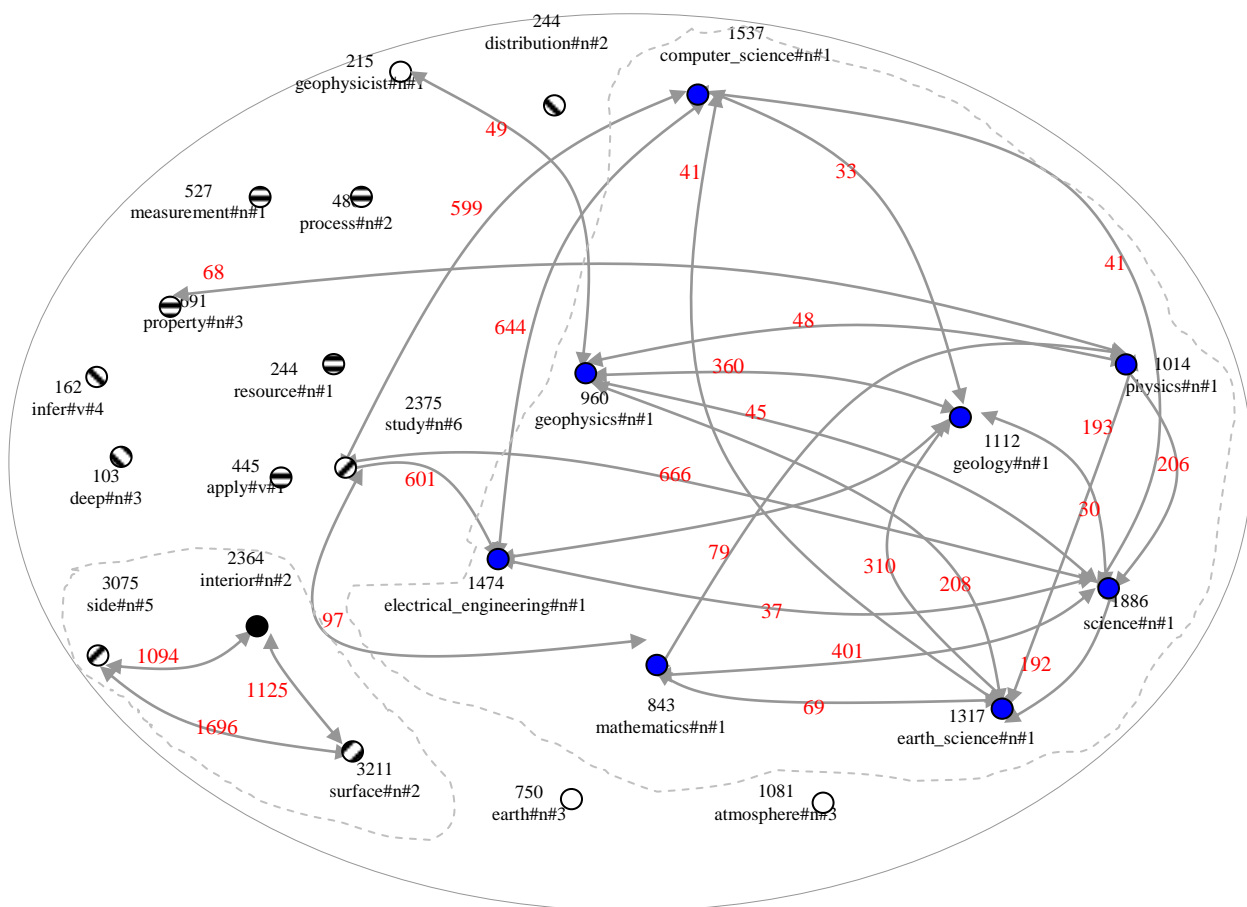 244
distribution#n#2
1537
computer_science#n#1
215
geophysicist#n#1
49
41
33
527
measurement#n#1
48
process#n#2
599
68
41
691
property#n#3
644
48
360
1014
physics#n#1
162
infer#v#4
244
resource#n#1
2375
study#n#6
960
geophysics#n#1
45
193
1112
geology#n#1
206
103
deep#n#3
445
apply#v#1
601
666
30
79
310
208
2364
interior#n#2
3075
side#n#5
1474
electrical_engineering#n#1
37
1886
science#n#1
97
401
192
1094
1125
1696
843
mathematics#n#1
69
1317
earth_science#n#1
3211
surface#n#2
750
earth#n#3
1081
atmosphere#n#3